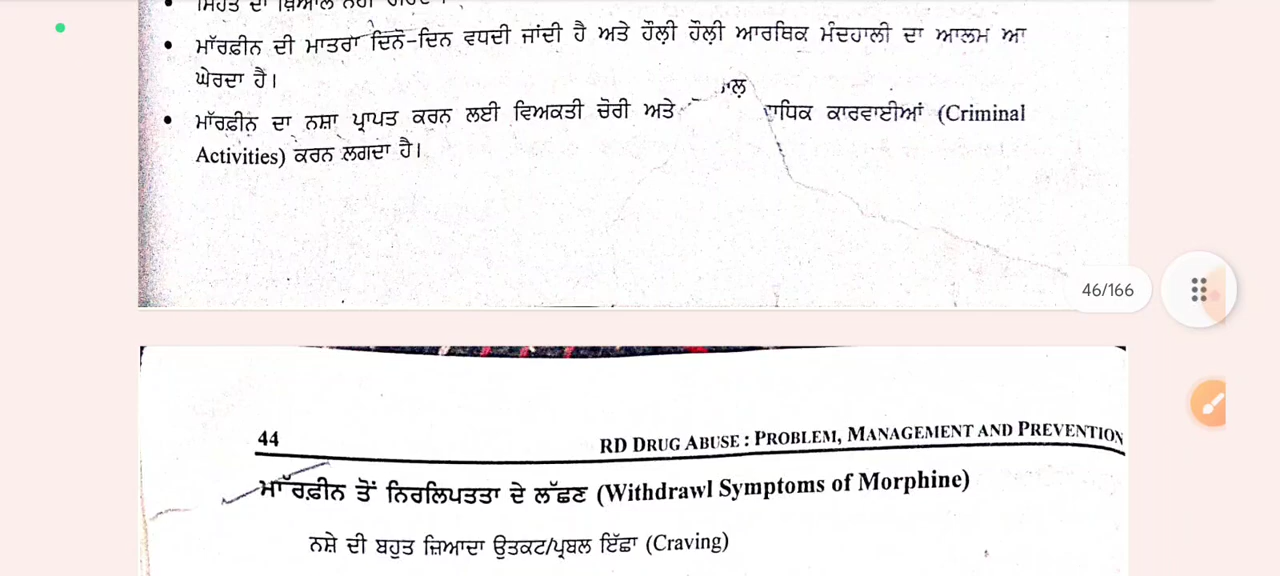 ਮਾੱਰਫ਼ੀਨ ਦੀ ਮਾਤਰਾ ਦਿਨੋ-ਦਿਨ ਵਧਦੀ ਜਾਂਦੀ ਹੈ ਅਤੇ ਹੌਲ਼ੀ ਹੌਲ਼ੀ ਆਰਥਿਕ ਮੰਦਹਾਲੀ ਦਾ ਆਲਮ ਆ
ਘੇਰਦਾ ਹੈ।
ਮਾੱਰਫ਼ੀਨ ਦਾ ਨਸ਼ਾ ਪ੍ਰਾਪਤ ਕਰਨ ਲਈ ਵਿਅਕਤੀ ਚੋਰੀ ਅਤੇ ਕਾਰਵਾਈਆਂ (Criminal
Activities) ਕਰਨ ਲਗਦਾ ਹੈ।
46/166
44
RD DRUG ABUSE : PROBLEM, MANAGEMENT AND PREVENTION
ਮਾੱਰਫ਼ੀਨ ਤੋਂ ਨਿਰਲਿਪਤਤਾ ਦੇ ਲੱਛਣ (Withdrawl Symptoms of Morphine)
ਨਸ਼ੇ ਦੀ ਬਹੁਤ ਜ਼ਿਆਦਾ ਉਤਕਟ/ਪ੍ਰਬਲ ਇੱਛਾ (Craving)